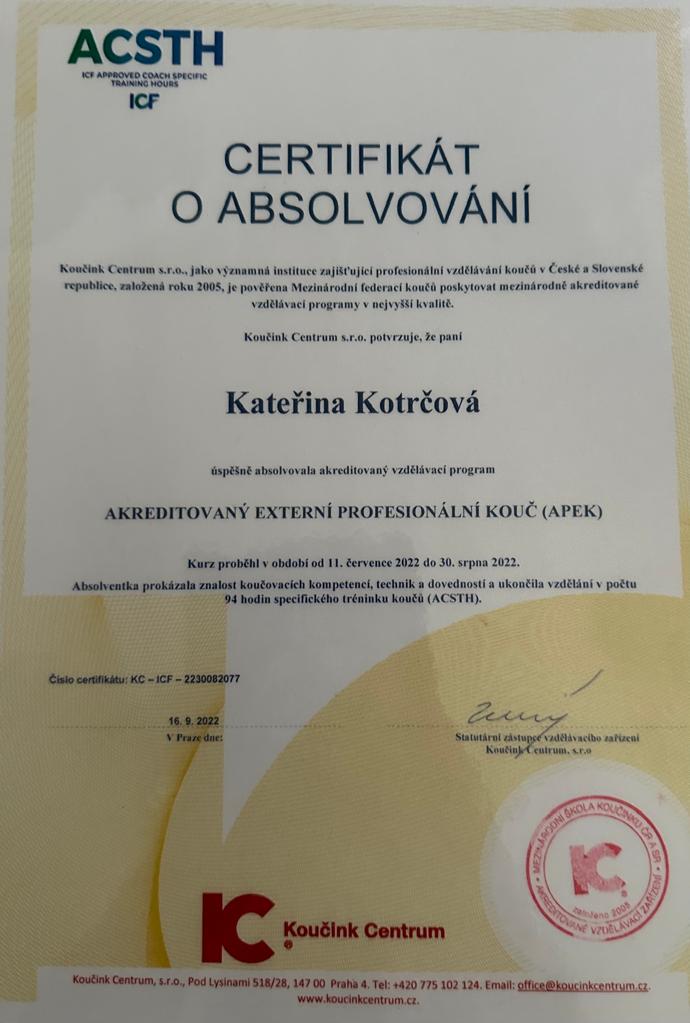 ACSTH
ICF APPROVED COACH SPECIFIC
TRAINING HOURS
ICF
CERTIFIKÁT
O ABSOLVOVÁNÍ
Koučink Centrum s.r.o., jako významná instituce zajišťující profesionální vzdělávání koučů v České a Slovenské
republice, založená roku 2005, je pověřena Mezinárodní federací koučů poskytovat mezinárodně akreditované
vzdělávací programy v nejvyšší kvalitě.
Koučink Centrum s.r.o. potvrzuje, že paní
Kateřina Kotrčová
úspěšně absolvovala akreditovaný vzdělávací program
AKREDITOVANÝ EXTERNÍ PROFESIONÁLNÍ KOUČ (APEK)
Kurz proběhl v období od 11. července 2022 do 30. srpna 2022.
Absolventka prokázala znalost koučovacích kompetencí, technik a dovedností a ukončila vzdělání v počtu
94 hodin specifického tréninku koučů (ACSTH).
Číslo certifikátu: KC – ICF – 2230082077
16. 9. 2022
V Praze dne:
Statutární zástupce vzdělávacího zařízení
Koučink Centrum, s.r.o
MEZINÁRODNÍ ŠKOLA KOUČINKU ČR A SR
KC
®
založeno 2005
AKREDITOVANÉ VZDĚLÁVACÍ ZAŘÍZENÍ
KC
®
Koučink Centrum
Koučink Centrum, s.r.o., Pod Lysinami 518/28, 147 00 Praha 4. Tel: +420 775 102 124. Email: office@koucinkcentrum.cz.
www.koucinkcentrum.cz.